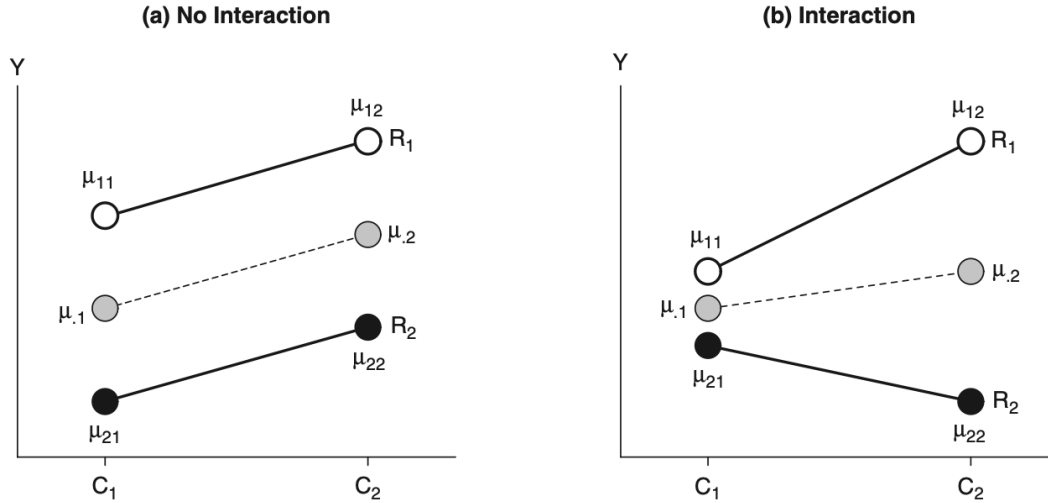 (a) No Interaction
Y
μ12
R1
μ11
μ.2
μ.1
R2
μ22
μ21
C1
C2
(b) Interaction
Y
μ12
R1
μ11
μ.2
μ.1
μ21
R2
μ22
C1
C2